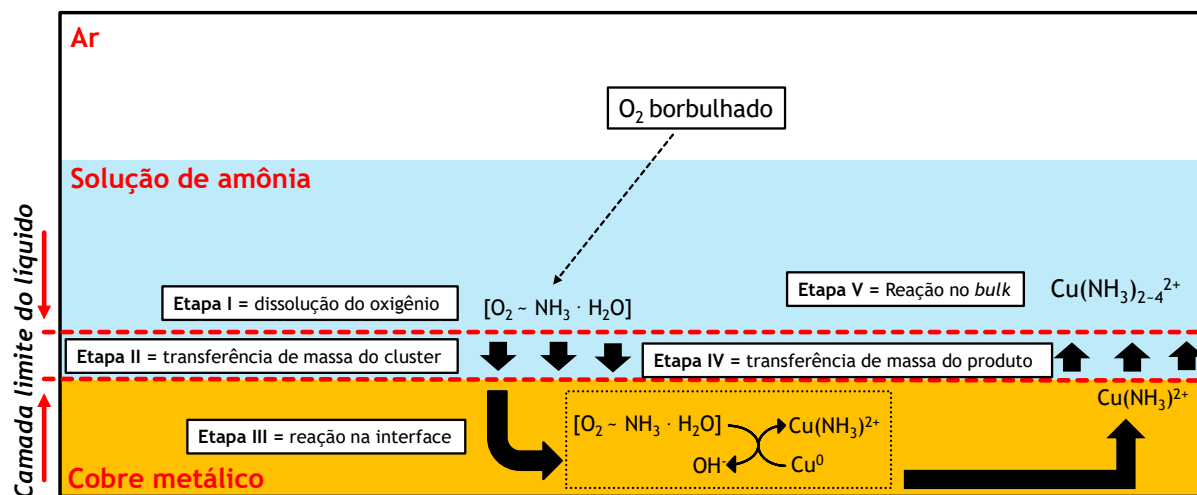 Ar
O₂ borbulhado
Solução de amônia
Camada limite do líquido
Etapa I = dissolução do oxigênio
[O₂ ~ NH₃ · H₂O]
Etapa V = Reação no bulk
Cu(NH₃)₂~₄²⁺
Etapa II = transferência de massa do cluster
Etapa IV = transferência de massa do produto
Cu(NH₃)²⁺
Etapa III = reação na interface
[O₂ ~ NH₃ · H₂O]
Cu(NH₃)²⁺
OH⁻
Cu⁰
Cobre metálico